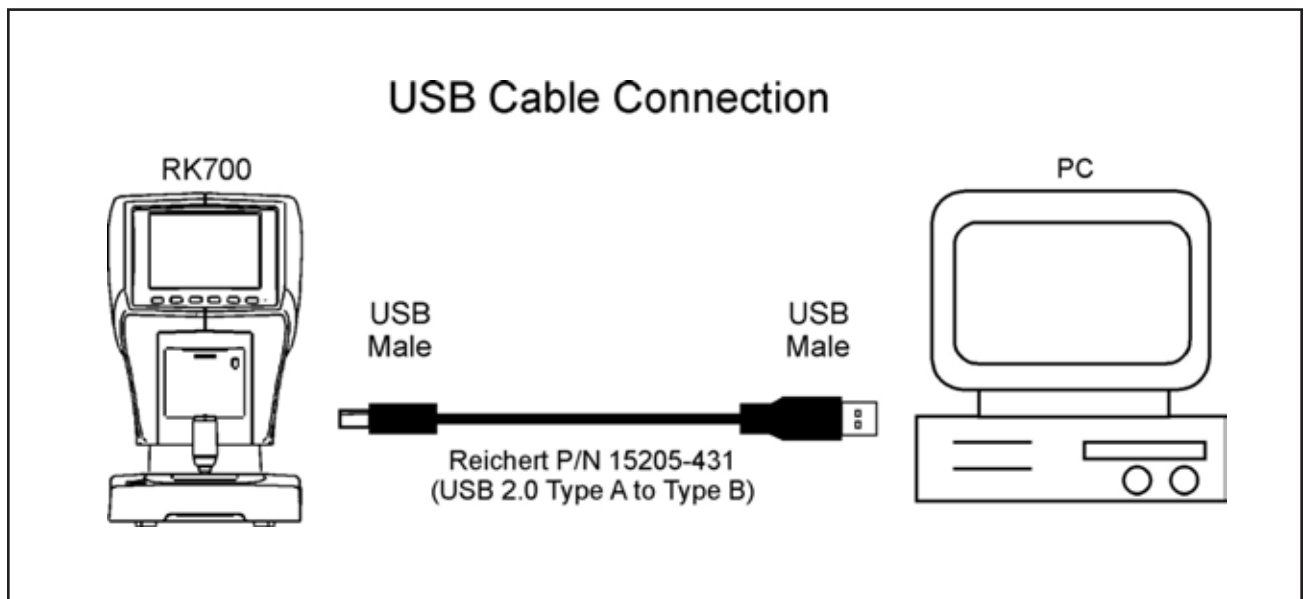 USB Cable Connection
RK700
PC
USB
Male
USB
Male
Reichert P/N 15205-431
(USB 2.0 Type A to Type B)